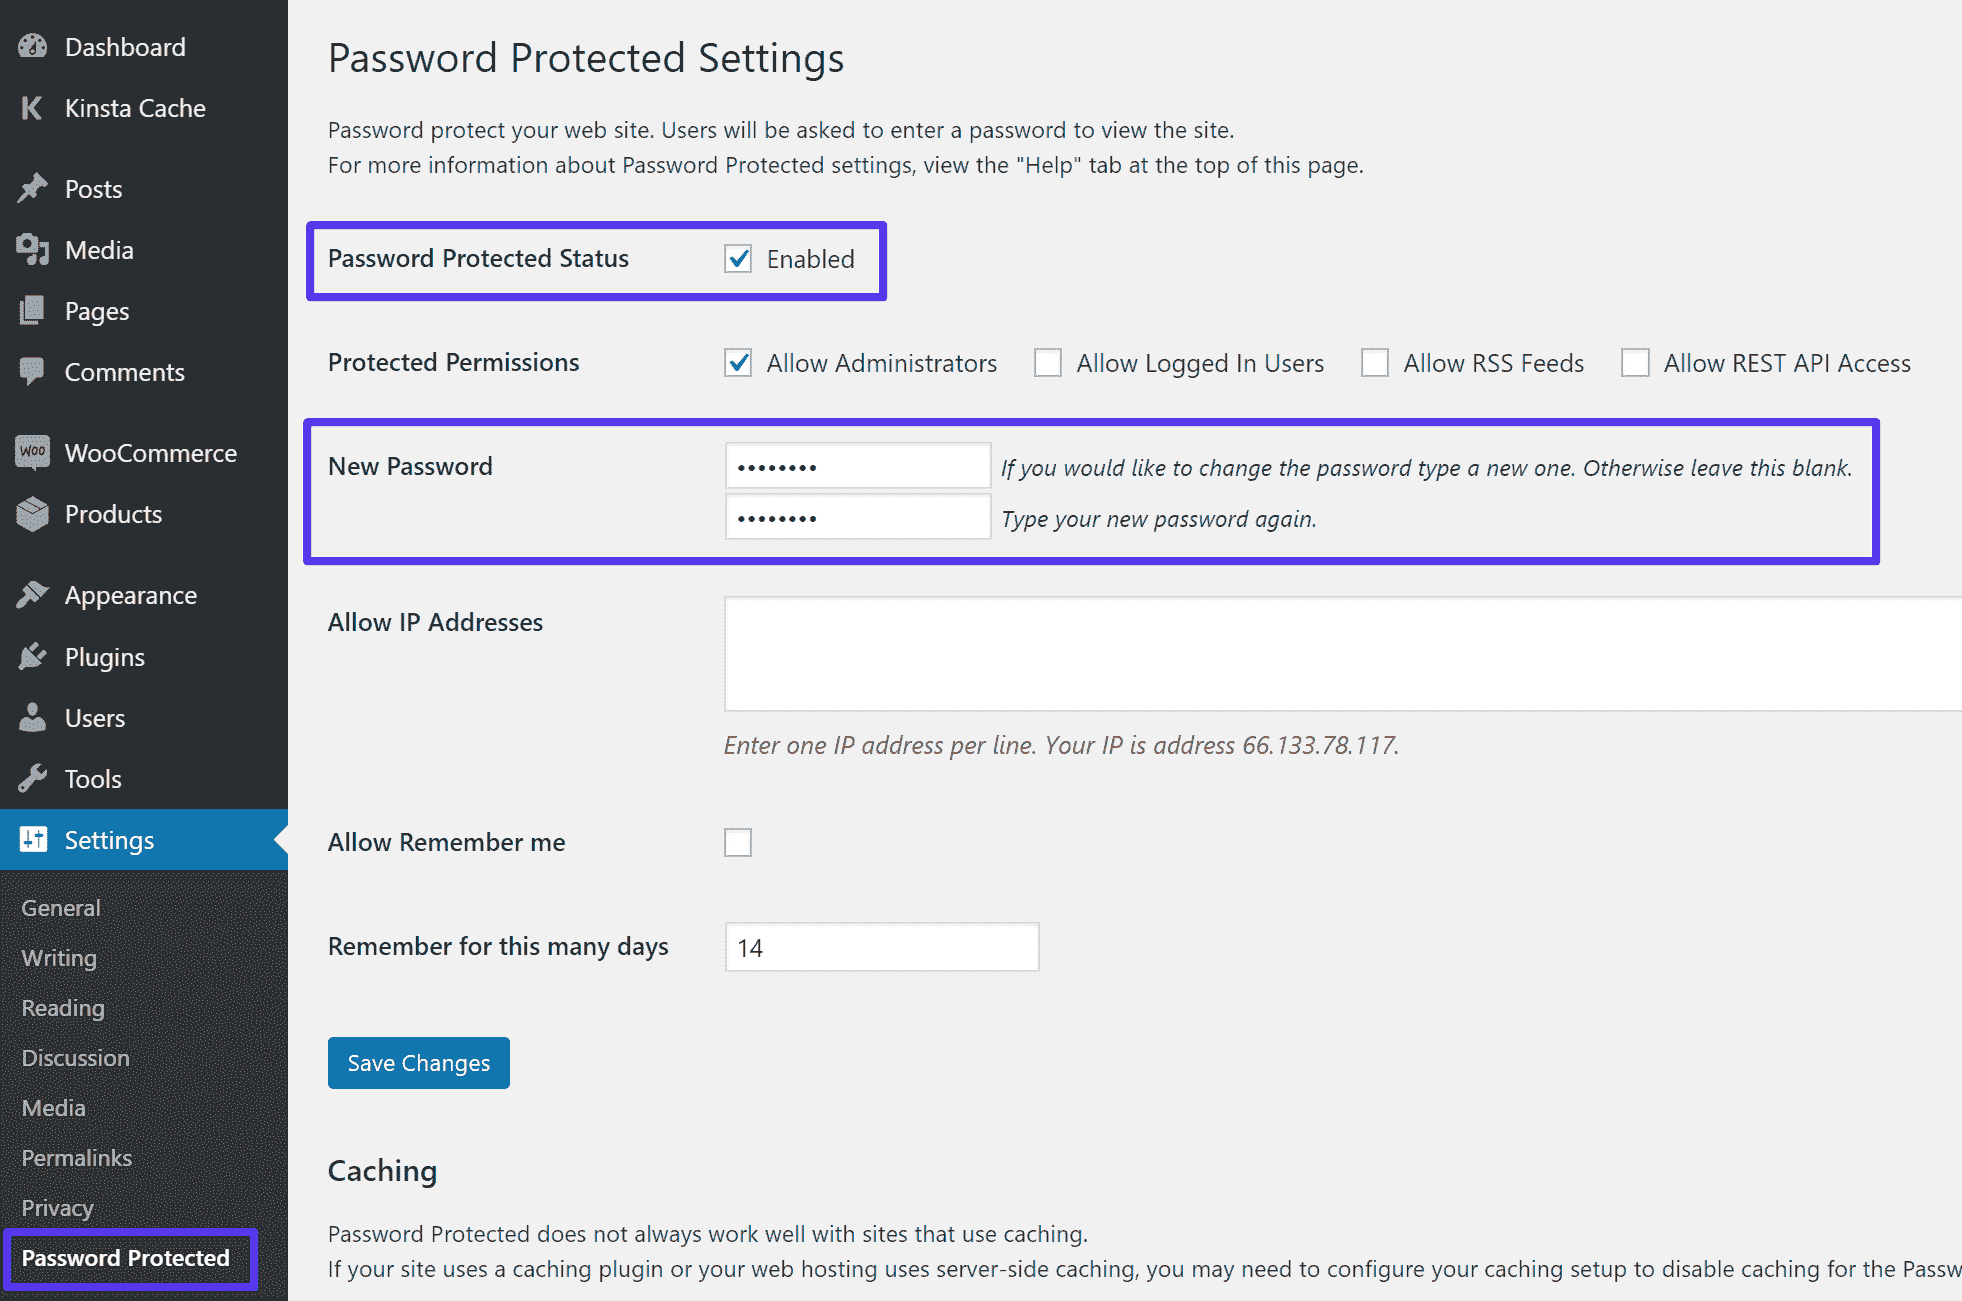 Dashboard
Kinsta Cache
Posts
Media
Pages
Comments
WooCommerce
Products
Appearance
Plugins
Users
Tools
Settings
General
Writing
Reading
Discussion
Media
Permalinks
Privacy
Password Protected
Password Protected Settings
Password protect your web site. Users will be asked to enter a password to view the site.
For more information about Password Protected settings, view the "Help" tab at the top of this page.
Password Protected Status Enabled
Protected Permissions Allow Administrators Allow Logged In Users Allow RSS Feeds Allow REST API Access
New Password •••••••• If you would like to change the password type a new one. Otherwise leave this blank.
•••••••• Type your new password again.
Allow IP Addresses
Enter one IP address per line. Your IP is address 66.133.78.117.
Allow Remember me
Remember for this many days 14
Save Changes
Caching
Password Protected does not always work well with sites that use caching.
If your site uses a caching plugin or your web hosting uses server-side caching, you may need to configure your caching setup to disable caching for the Passw